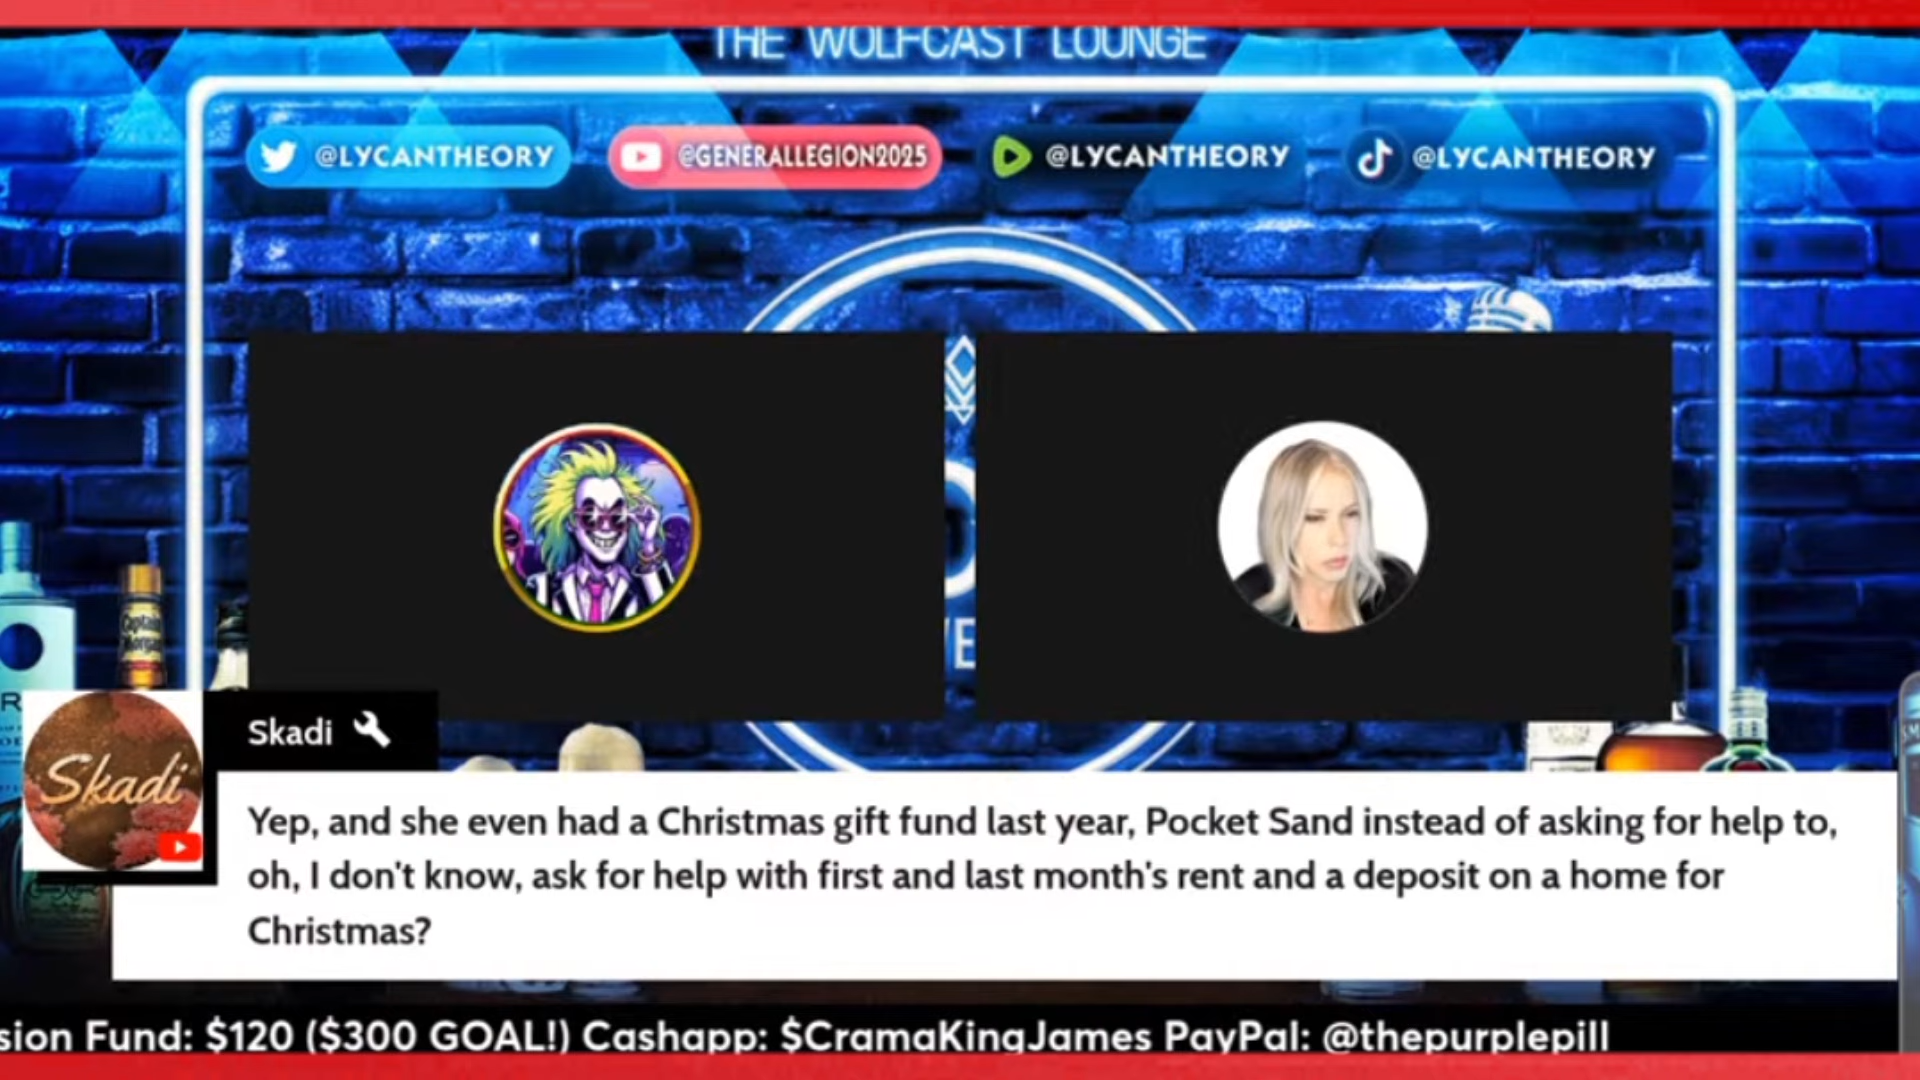 THE WOLFCAST LOUNGE
@LYCANTHEORY
@GENERALLEGION2025
@LYCANTHEORY
@LYCANTHEORY
Captain
Morgan
Skadi
Skadi
Yep, and she even had a Christmas gift fund last year, Pocket Sand instead of asking for help to,
oh, I don't know, ask for help with first and last month's rent and a deposit on a home for
Christmas?
sion Fund: $120 ($300 GOAL!) Cashapp: $CramaKingJames PayPal: @thepurplepill